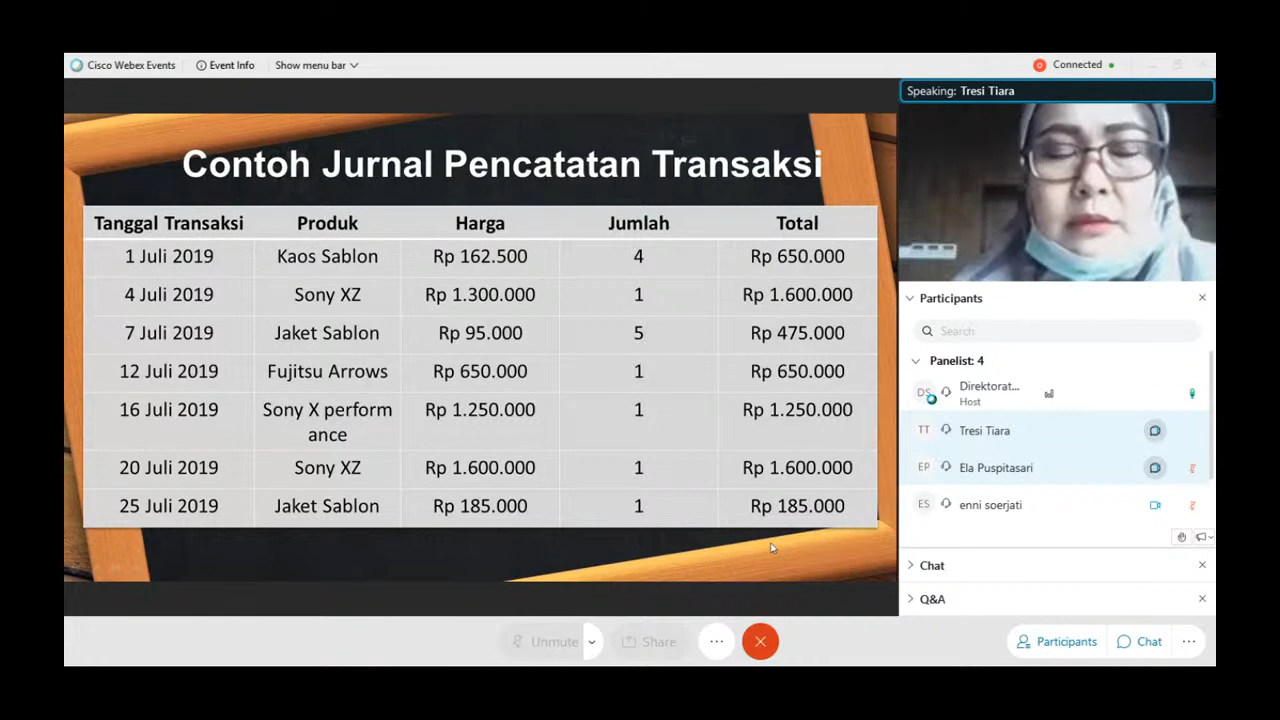 Cisco Webex Events
Event Info
Show menu bar
Connected
Contoh Jurnal Pencatatan Transaksi
Tanggal Transaksi Produk Harga Jumlah Total
1 Juli 2019 Kaos Sablon Rp 162.500 4 Rp 650.000
4 Juli 2019 Sony XZ Rp 1.300.000 1 Rp 1.600.000
7 Juli 2019 Jaket Sablon Rp 95.000 5 Rp 475.000
12 Juli 2019 Fujitsu Arrows Rp 650.000 1 Rp 650.000
16 Juli 2019 Sony X perform Rp 1.250.000 1 Rp 1.250.000
ance
20 Juli 2019 Sony XZ Rp 1.600.000 1 Rp 1.600.000
25 Juli 2019 Jaket Sablon Rp 185.000 1 Rp 185.000
Speaking: Tresi Tiara
Participants
Search
Panelist: 4
DS Direktorat...
Host
TT Tresi Tiara
EP Ela Puspitasari
ES enni soerjati
Chat
Q&A
Unmute
Share
Participants
Chat